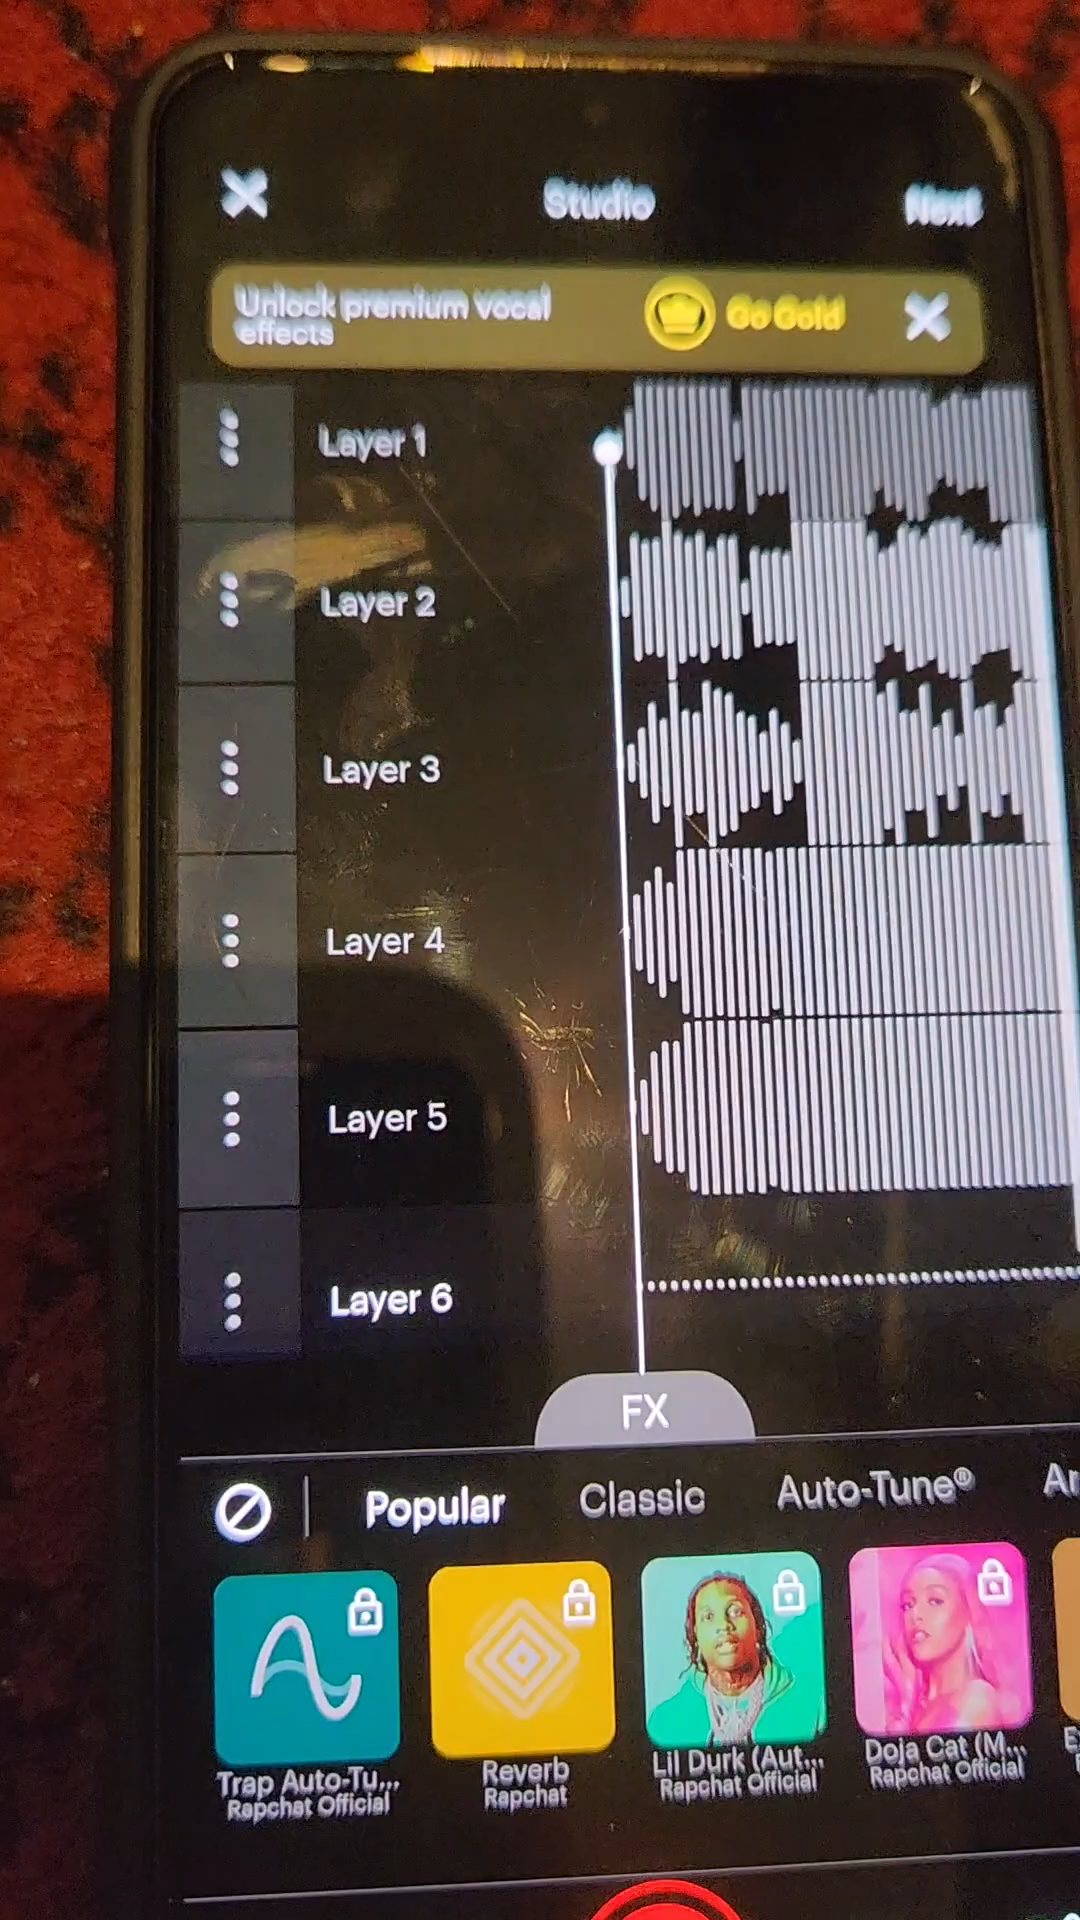 Studio
Next
Unlock premium vocal
effects
Go Gold
Layer 1
Layer 2
Layer 3
Layer 4
Layer 5
Layer 6
FX
Popular
Classic
Auto-Tune®
Ar
Trap Auto-Tu...
Rapchat Official
Reverb
Rapchat
Lil Durk (Aut...
Rapchat Official
Doja Cat (M...
Rapchat Official